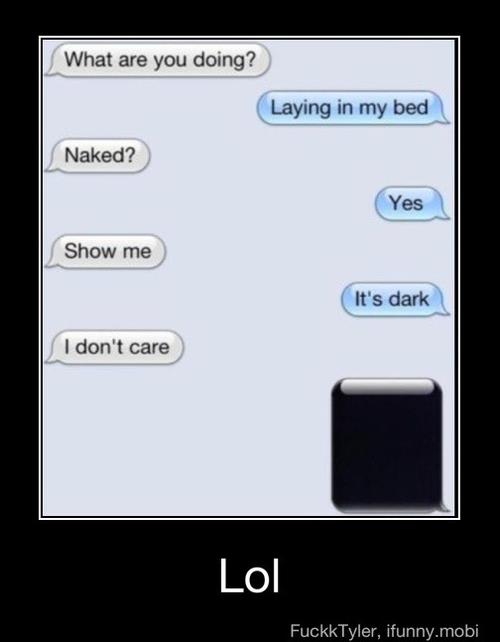 What are you doing?
Laying in my bed
Naked?
Yes
Show me
It's dark
I don't care
Lol
FuckkTyler, ifunny.mobi